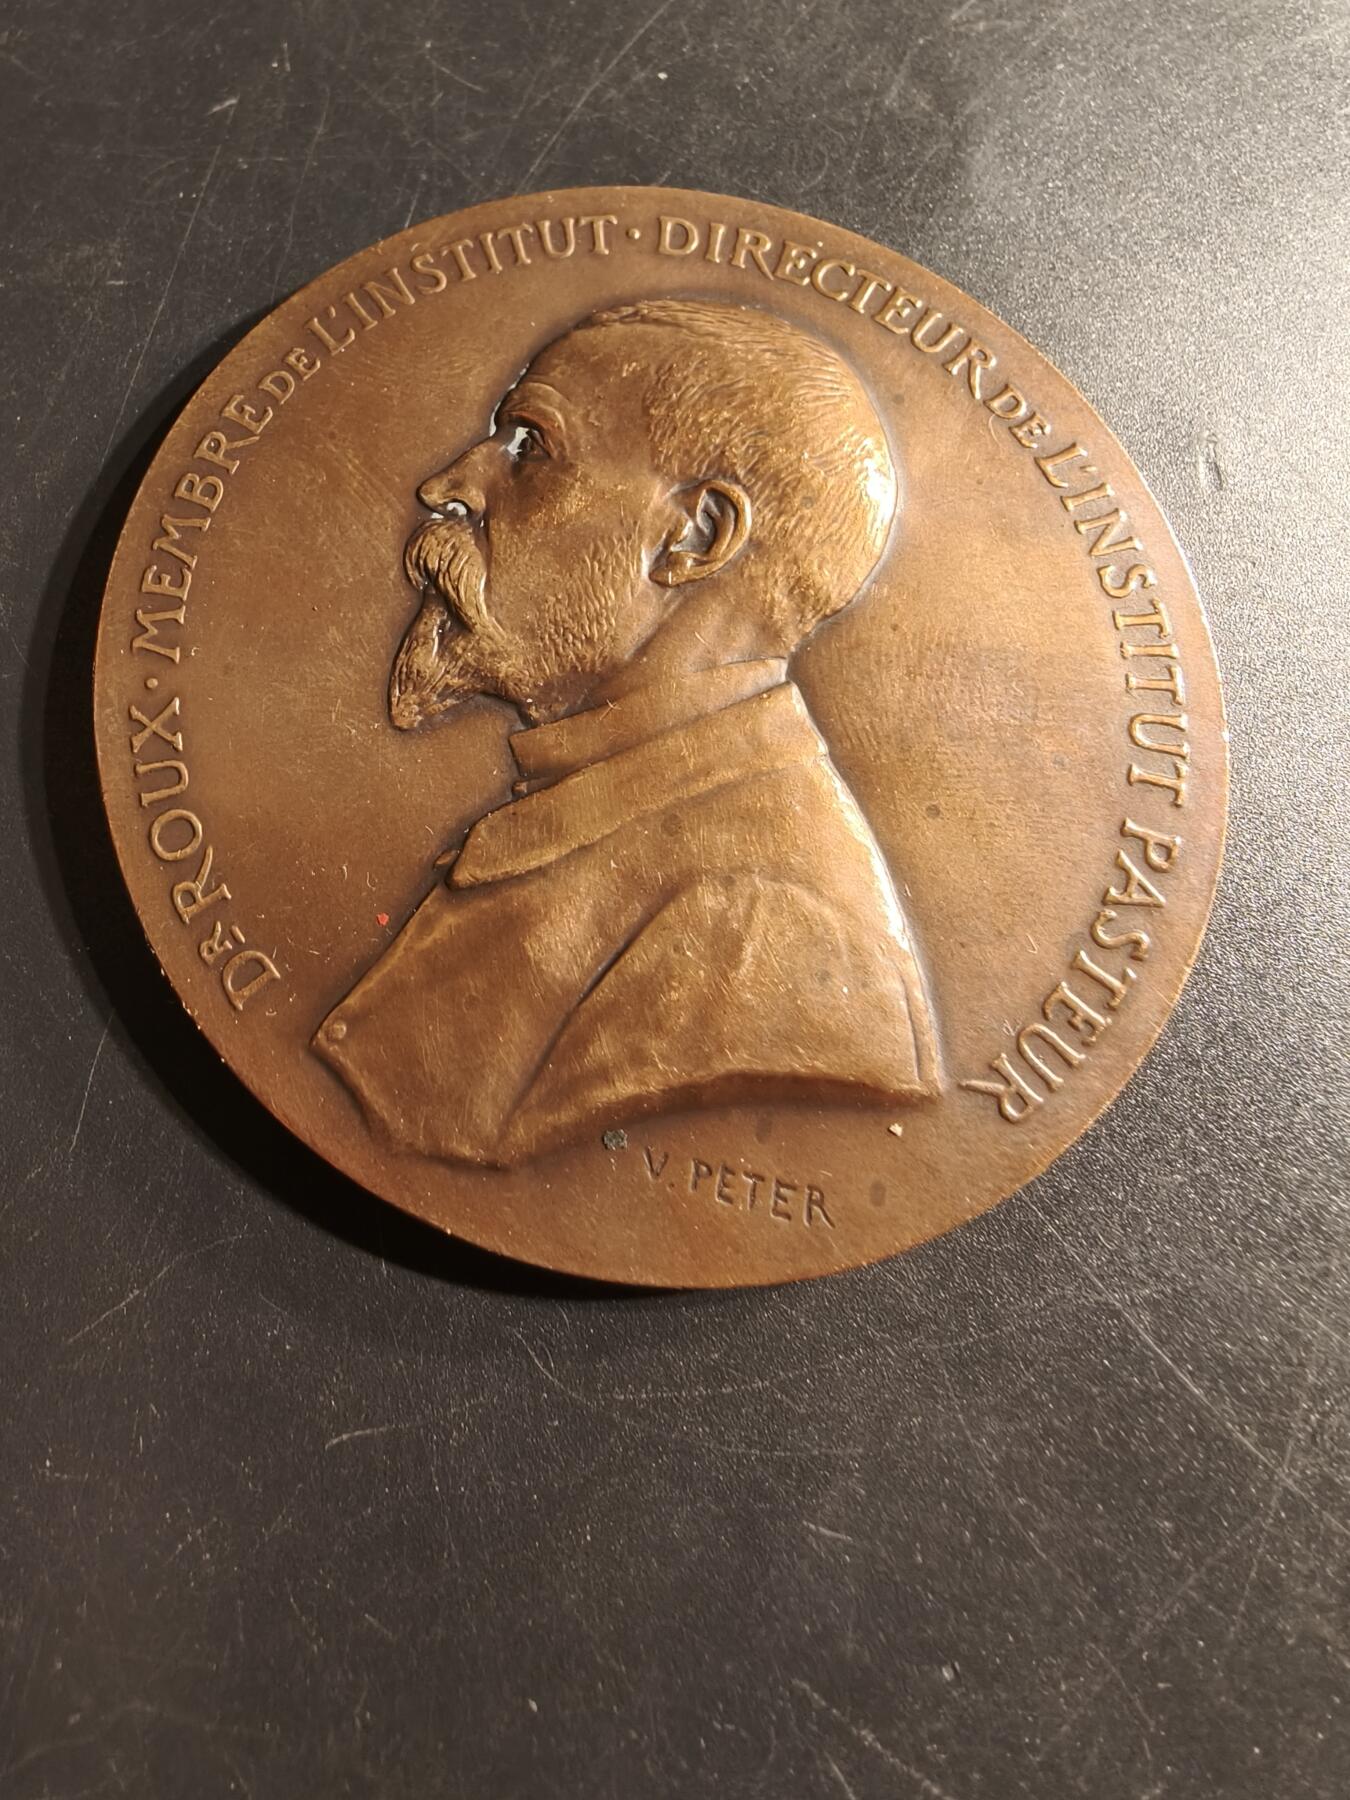 DR ROUX · MEMBRE DE L'INSTITUT · DIRECTEUR DE L'INSTITUT PASTEUR
V. PETER